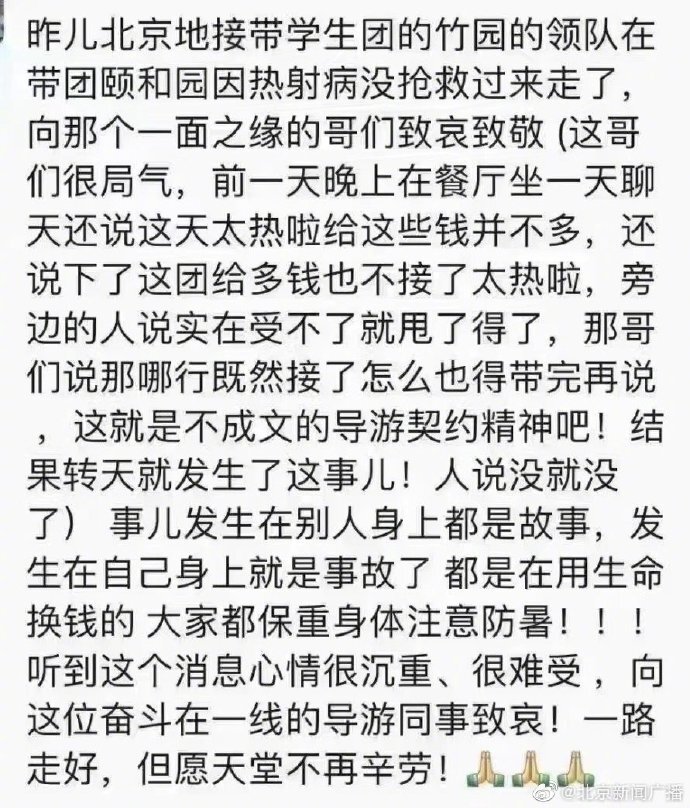 昨儿北京地接带学生团的竹园的领队在
带团颐和园因热射病没抢救过来走了，
向那个一面之缘的哥们致哀致敬 (这哥
们很局气，前一天晚上在餐厅坐一天聊
天还说这天太热啦给这些钱并不多，还
说下了这团给多钱也不接了太热啦，旁
边的人说实在受不了就甩了得了，那哥
们说那哪行既然接了怎么也得带完再说
，这就是不成文的导游契约精神吧！结
果转天就发生了这事儿！人说没就没
了） 事儿发生在别人身上都是故事，发
生在自己身上就是事故了 都是在用生命
换钱的 大家都保重身体注意防暑！！！
听到这个消息心情很沉重、很难受 ，向
这位奋斗在一线的导游同事致哀！一路
走好，但愿天堂不再辛劳！🙏🙏🙏
@北京新闻广播